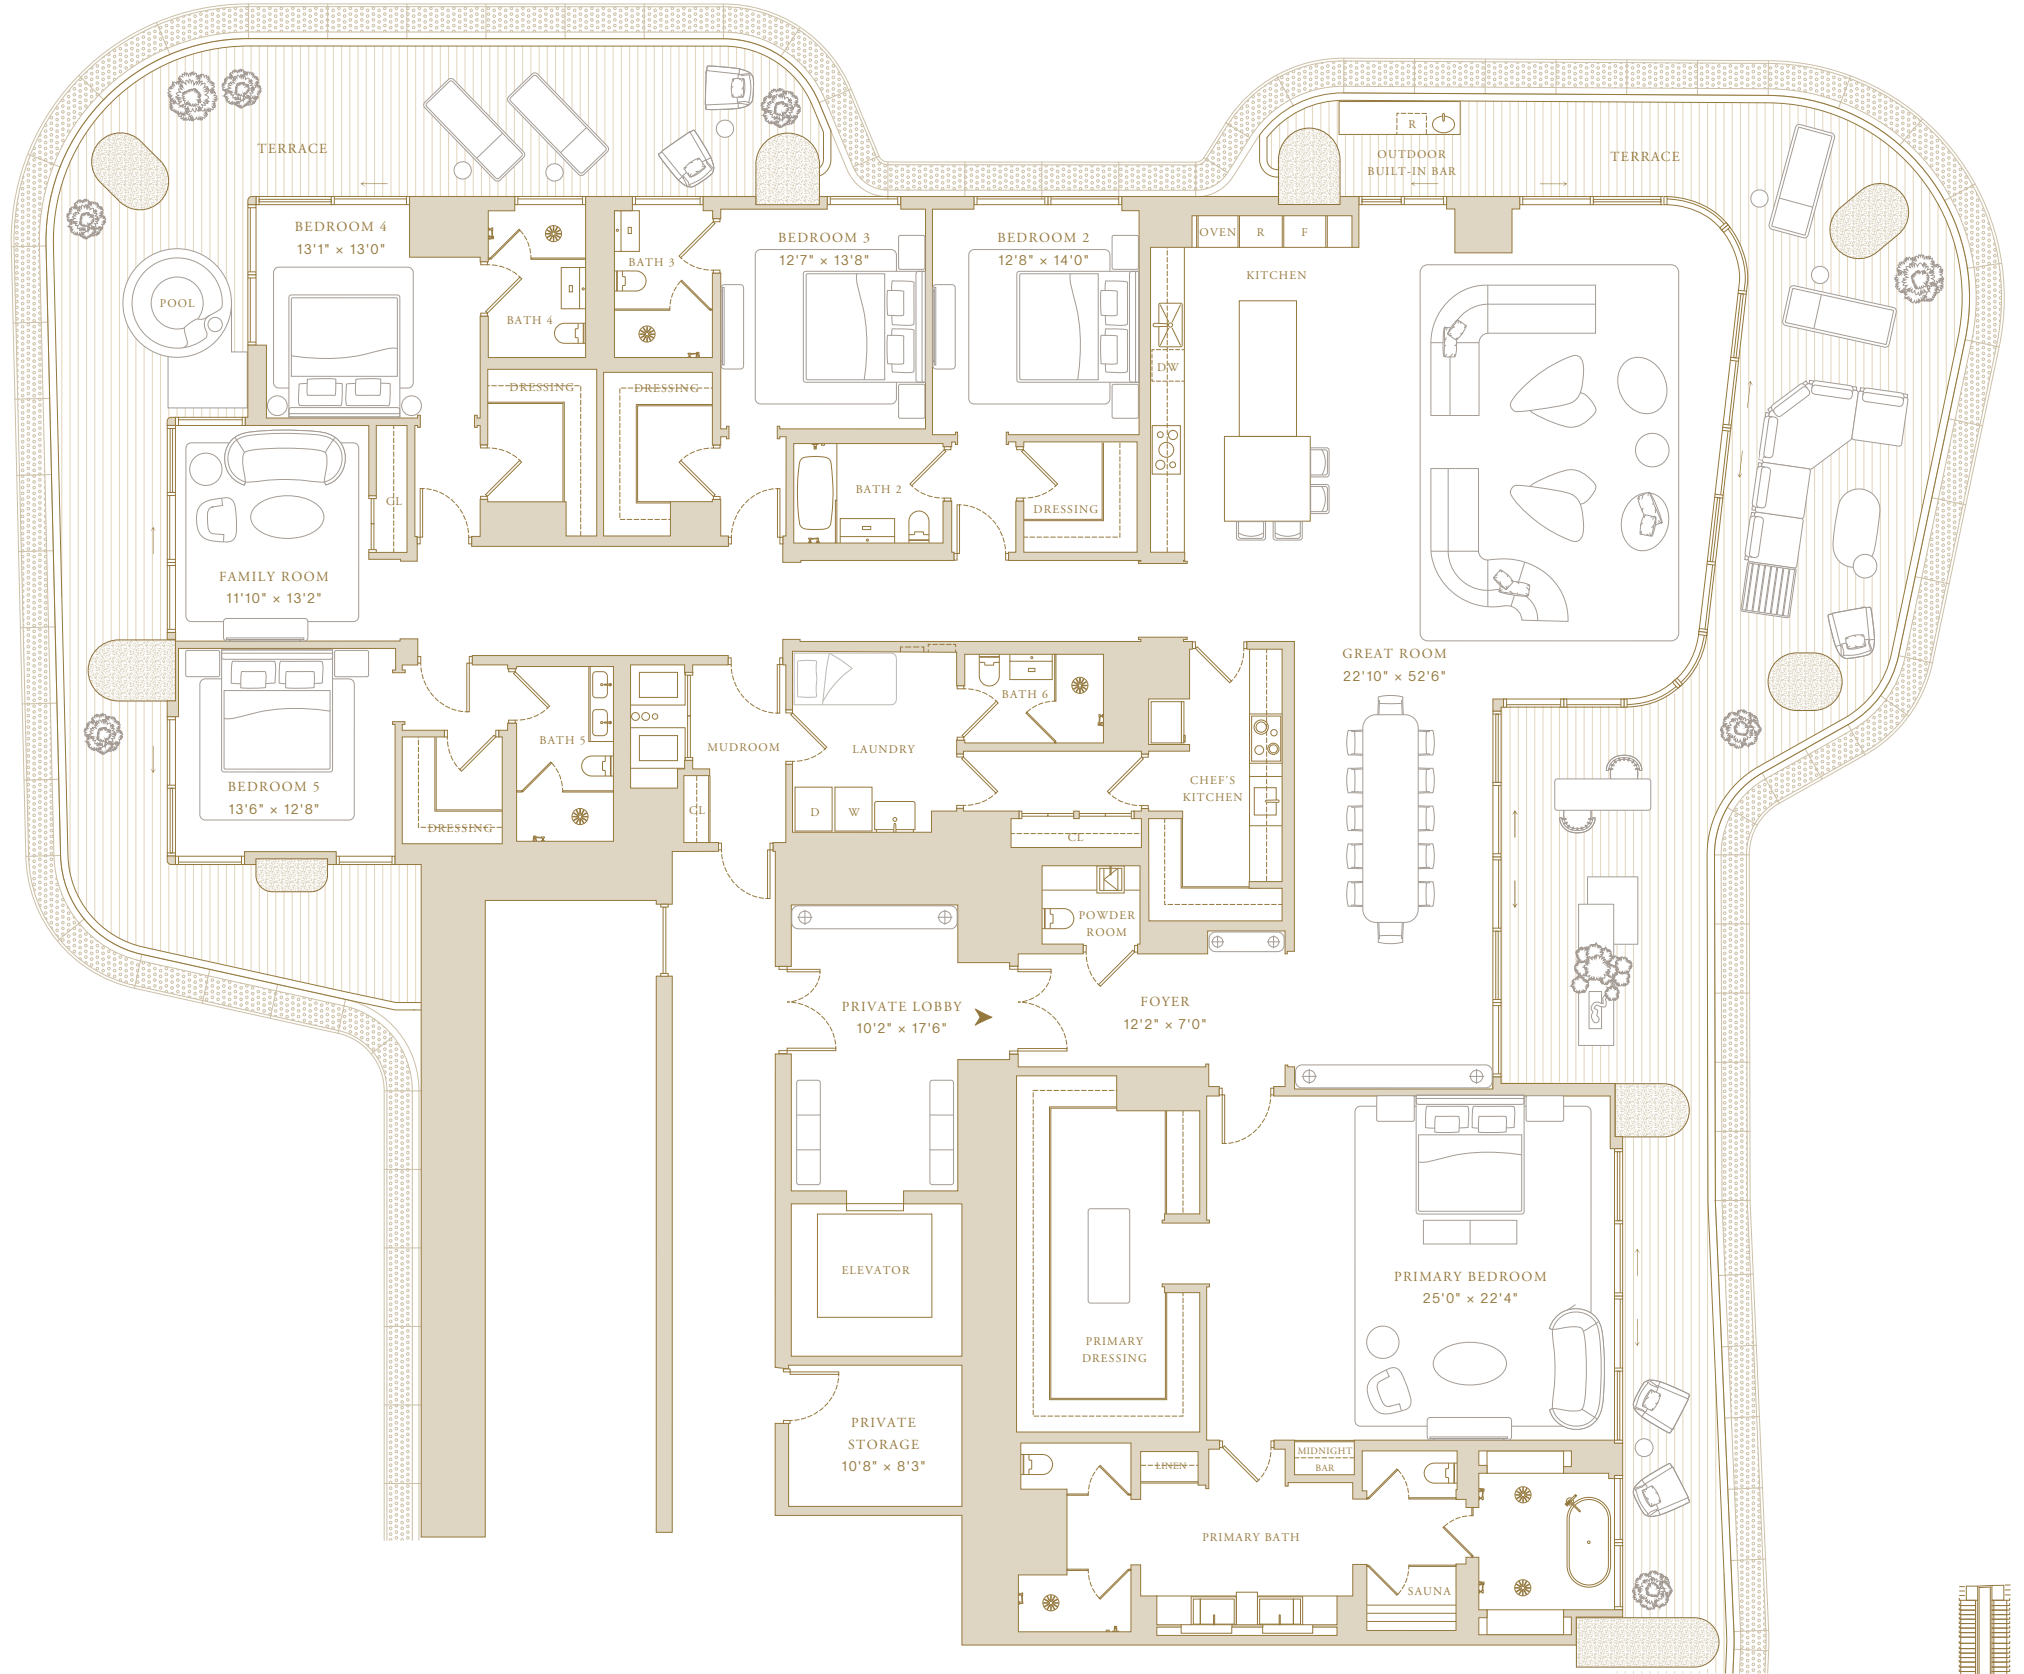 TERRACE
R
OUTDOOR
BUILT-IN BAR
TERRACE
BEDROOM 4
13'1" × 13'0"
BATH 3
BEDROOM 3
12'7" × 13'8"
BEDROOM 2
12'8" × 14'0"
OVEN
R
F
KITCHEN
POOL
BATH 4
DW
DRESSING
DRESSING
CL
BATH 2
DRESSING
FAMILY ROOM
11'10" × 13'2"
GREAT ROOM
22'10" × 52'6"
BATH 6
BATH 5
MUDROOM
LAUNDRY
BEDROOM 5
13'6" × 12'8"
CHEF'S
KITCHEN
CL
D
W
DRESSING
CL
POWDER
ROOM
PRIVATE LOBBY
10'2" × 17'6"
FOYER
12'2" × 7'0"
ELEVATOR
PRIMARY BEDROOM
25'0" × 22'4"
PRIMARY
DRESSING
PRIVATE
STORAGE
10'8" × 8'3"
LINEN
MIDNIGHT
BAR
PRIMARY BATH
SAUNA